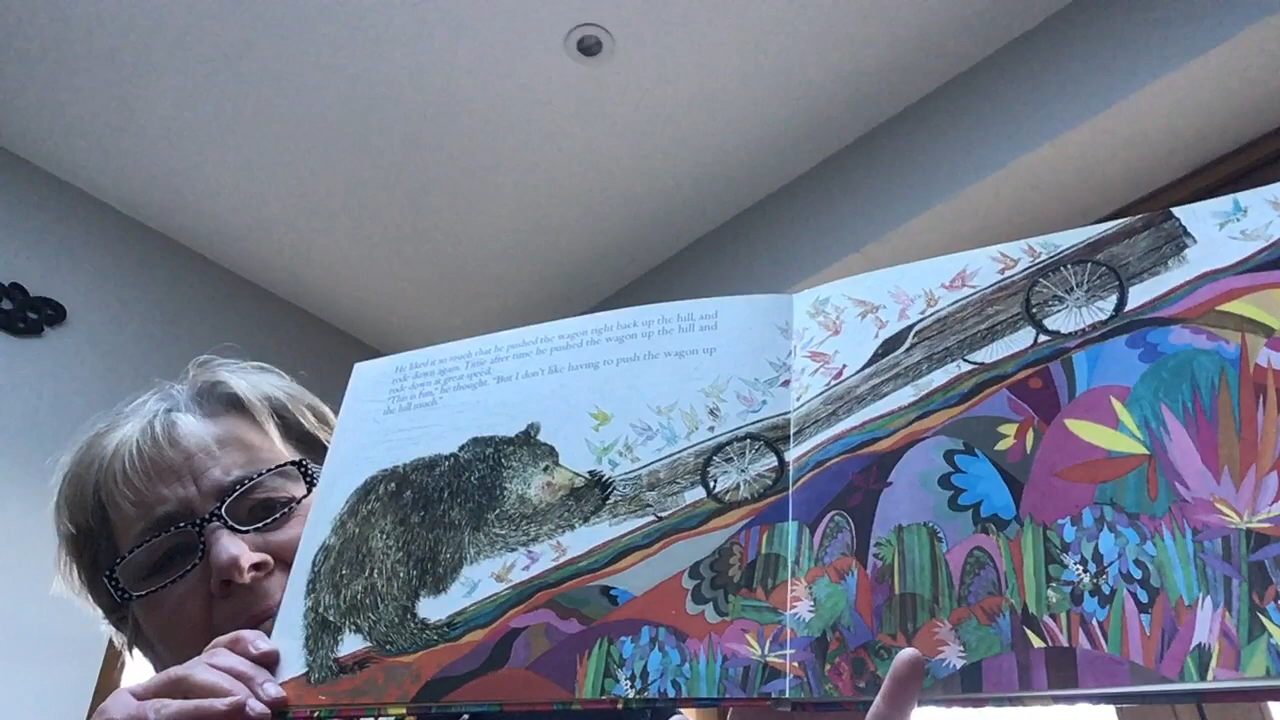 He liked it so much that he pushed the wagon right back up the hill, and
rode down again. Time after time he pushed the wagon up the hill and
rode down at great speed.
"This is fun," he thought. "But I don't like having to push the wagon up
the hill much."